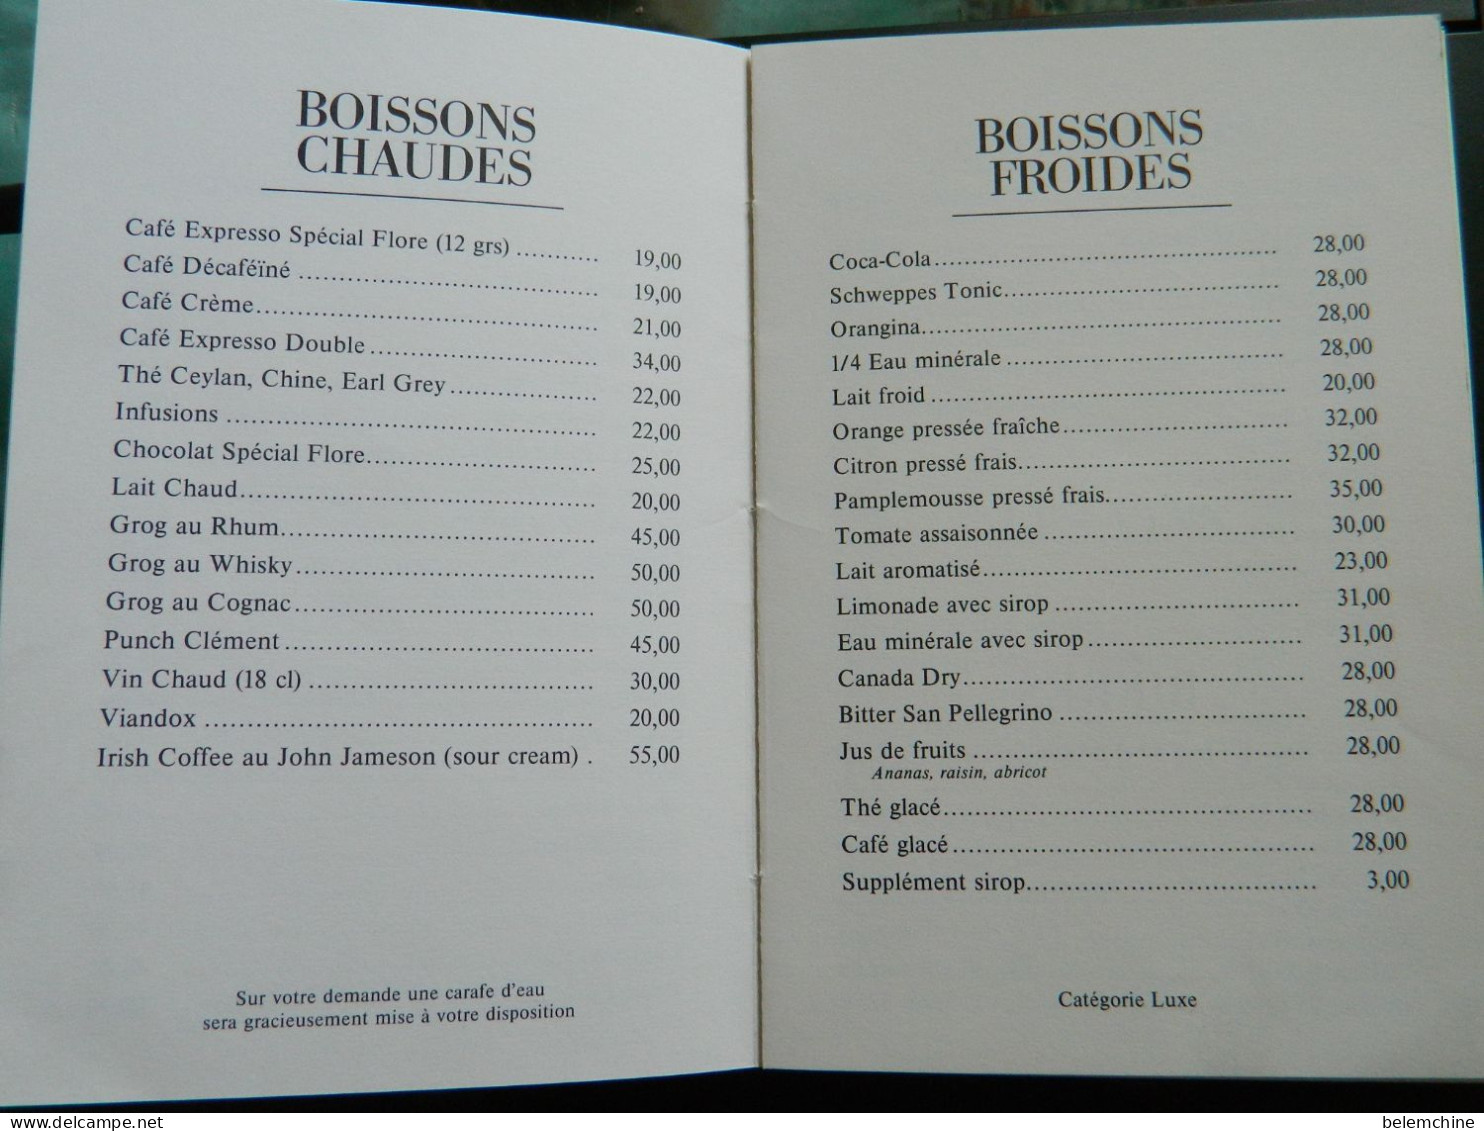 BOISSONS
CHAUDES
Café Expresso Spécial Flore (12 grs) ............ 19,00
Café Décaféïné ............ 19,00
Café Crème............ 21,00
Café Expresso Double............ 34,00
Thé Ceylan, Chine, Earl Grey............ 22,00
Infusions ............ 22,00
Chocolat Spécial Flore............ 25,00
Lait Chaud............ 20,00
Grog au Rhum............ 45,00
Grog au Whisky............ 50,00
Grog au Cognac............ 50,00
Punch Clément............ 45,00
Vin Chaud (18 cl) ............ 30,00
Viandox ............ 20,00
Irish Coffee au John Jameson (sour cream) . 55,00
Sur votre demande une carafe d'eau
sera gracieusement mise à votre disposition
BOISSONS
FROIDES
Coca-Cola............ 28,00
Schweppes Tonic............ 28,00
Orangina............ 28,00
1/4 Eau minérale ............ 28,00
Lait froid ............ 20,00
Orange pressée fraîche............ 32,00
Citron pressé frais............ 32,00
Pamplemousse pressé frais............ 35,00
Tomate assaisonnée ............ 30,00
Lait aromatisé............ 23,00
Limonade avec sirop ............ 31,00
Eau minérale avec sirop ............ 31,00
Canada Dry............ 28,00
Bitter San Pellegrino ............ 28,00
Jus de fruits ............ 28,00
Ananas, raisin, abricot
Thé glacé............ 28,00
Café glacé ............ 28,00
Supplément sirop............ 3,00
Catégorie Luxe
www.delcampe.net
belemchine